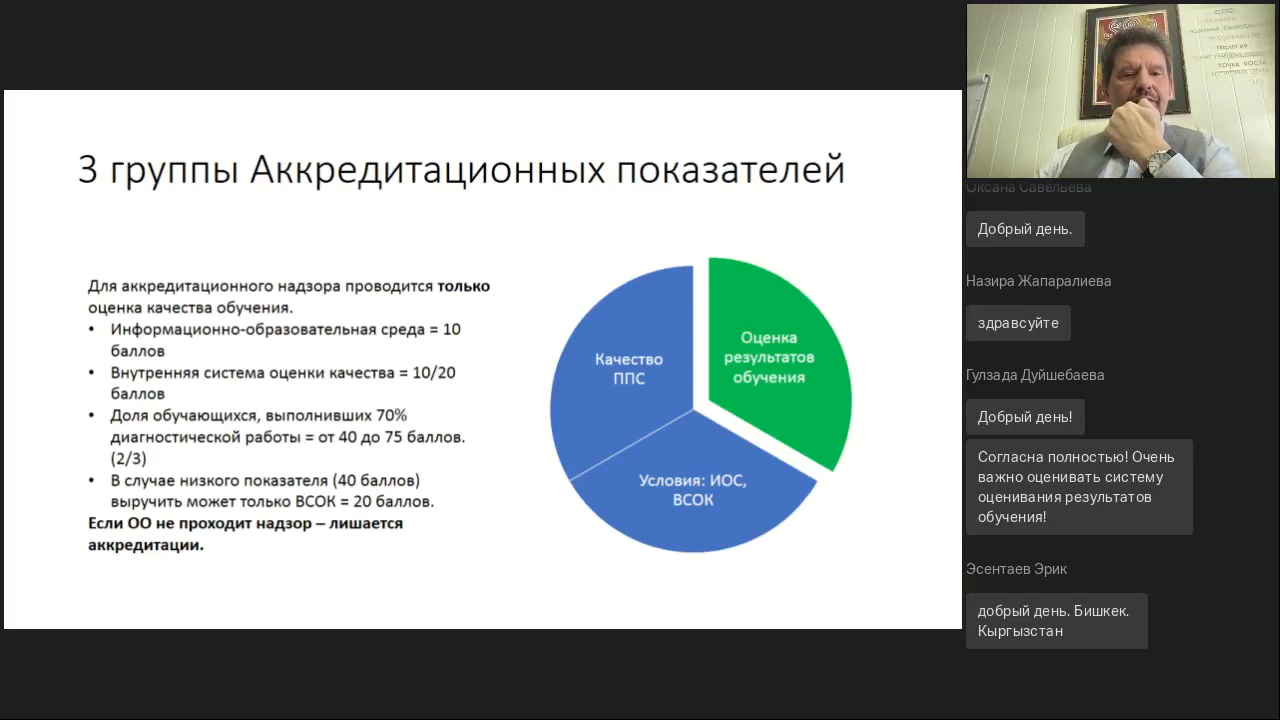 3 группы Аккредитационных показателей
Для аккредитационного надзора проводится только
оценка качества обучения.
• Информационно-образовательная среда = 10
баллов
• Внутренняя система оценки качества = 10/20
баллов
• Доля обучающихся, выполнивших 70%
диагностической работы = от 40 до 75 баллов.
(2/3)
• В случае низкого показателя (40 баллов)
выручить может только ВСОК = 20 баллов.
Если ОО не проходит надзор – лишается
аккредитации.
Качество
ППС
Оценка
результатов
обучения
Условия: ИОС,
ВСОК
СПО
ГЕОЛОГИЯ
ТОЧКА РОСТА
Оксана Савельева
Добрый день.
Назира Жапаралиева
здравсуйте
Гулзада Дуйшебаева
Добрый день!
Согласна полностью! Очень
важно оценивать систему
оценивания результатов
обучения!
Эсентаев Эрик
добрый день. Бишкек.
Кыргызстан